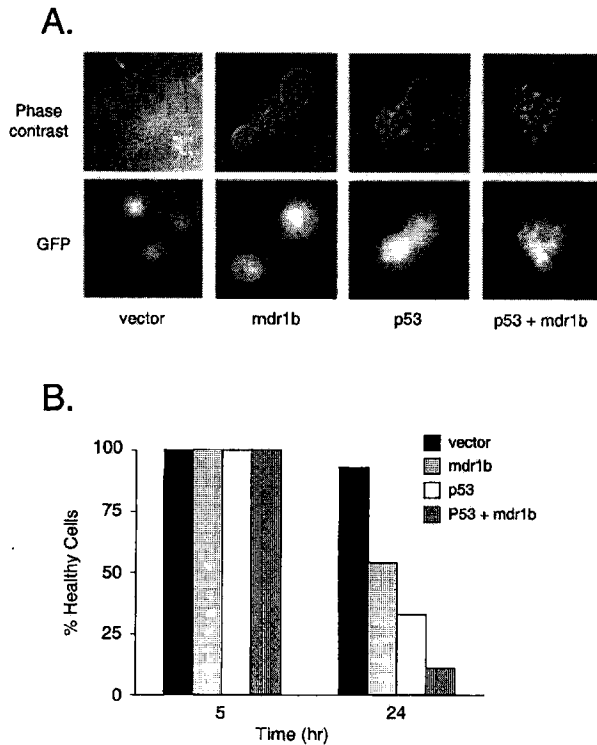 A.
Phase
contrast
GFP
vector
mdr1b
p53
p53 + mdr1b
B.
100
75
50
25
0
% Healthy Cells
5
24
Time (hr)
vector
mdr1b
p53
P53 + mdr1b